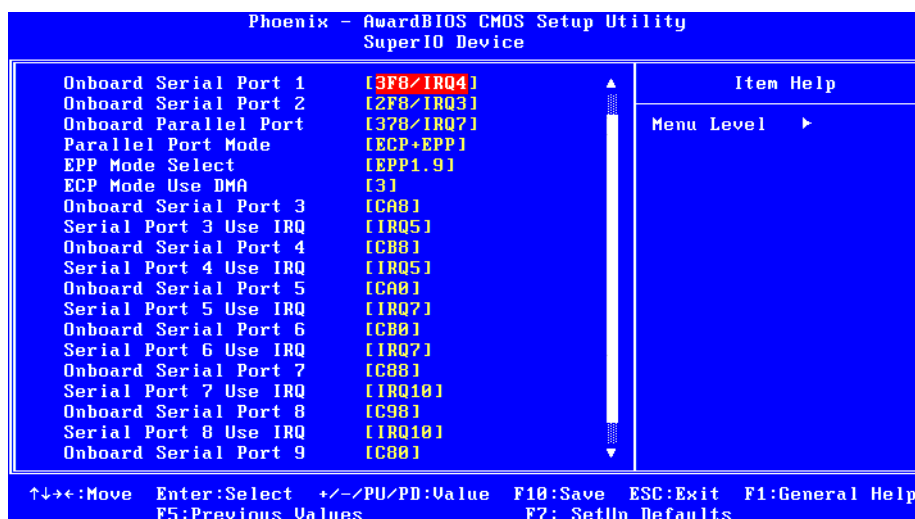 Phoenix - AwardBIOS CMOS Setup Utility
SuperIO Device
Onboard Serial Port 1 [3F8/IRQ4]
Onboard Serial Port 2 [2F8/IRQ3]
Onboard Parallel Port [378/IRQ7]
Parallel Port Mode [ECP+EPP]
EPP Mode Select [EPP1.9]
ECP Mode Use DMA [3]
Onboard Serial Port 3 [CA8]
Serial Port 3 Use IRQ [IRQ5]
Onboard Serial Port 4 [CB8]
Serial Port 4 Use IRQ [IRQ5]
Onboard Serial Port 5 [CA0]
Serial Port 5 Use IRQ [IRQ7]
Onboard Serial Port 6 [CB0]
Serial Port 6 Use IRQ [IRQ7]
Onboard Serial Port 7 [C88]
Serial Port 7 Use IRQ [IRQ10]
Onboard Serial Port 8 [C98]
Serial Port 8 Use IRQ [IRQ10]
Onboard Serial Port 9 [C80]
Item Help
Menu Level ►
↑↓→←:Move Enter:Select +/-/PU/PD:Value F10:Save ESC:Exit F1:General Help
F5:Previous Values F7: SetUp Defaults